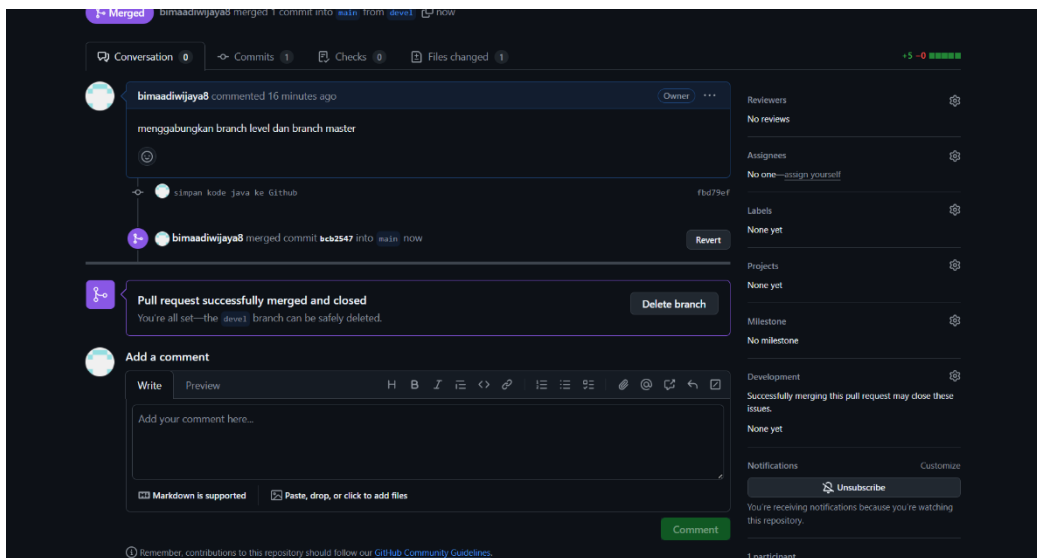 Merged bimaadiwijaya8 merged 1 commit into main from devel now
Conversation 0 Commits 1 Checks 0 Files changed 1 +5 −0
bimaadiwijaya8 commented 16 minutes ago Owner ...
menggabungkan branch level dan branch master
simpan kode java ke Github fbd79ef
bimaadiwijaya8 merged commit bcb2547 into main now Revert
Pull request successfully merged and closed
You're all set—the devel branch can be safely deleted.
Delete branch
Add a comment
Write Preview H B I
Add your comment here...
Markdown is supported Paste, drop, or click to add files
Comment
Remember, contributions to this repository should follow our GitHub Community Guidelines.
Reviewers
No reviews
Assignees
No one—assign yourself
Labels
None yet
Projects
None yet
Milestone
No milestone
Development
Successfully merging this pull request may close these
issues.
None yet
Notifications Customize
Unsubscribe
You're receiving notifications because you're watching
this repository.
1 participant